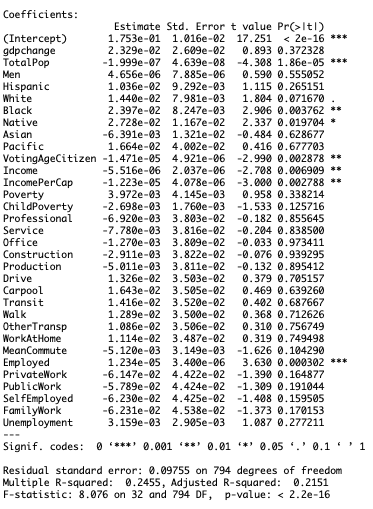 Coefficients:
Estimate Std. Error t value Pr(>|t|)
(Intercept) 1.753e-01 1.016e-02 17.251 < 2e-16 ***
gdpchange 2.329e-02 2.609e-02 0.893 0.372328
TotalPop -1.999e-07 4.639e-08 -4.308 1.86e-05 ***
Men 4.656e-06 7.885e-06 0.590 0.555052
Hispanic 1.036e-02 9.292e-03 1.115 0.265151
White 1.440e-02 7.981e-03 1.804 0.071670 .
Black 2.397e-02 8.247e-03 2.906 0.003762 **
Native 2.728e-02 1.167e-02 2.337 0.019704 *
Asian -6.391e-03 1.321e-02 -0.484 0.628677
Pacific 1.664e-02 4.002e-02 0.416 0.677703
VotingAgeCitizen -1.471e-05 4.921e-06 -2.990 0.002878 **
Income -5.516e-06 2.037e-06 -2.708 0.006909 **
IncomePerCap -1.223e-05 4.078e-06 -3.000 0.002788 **
Poverty 3.972e-03 4.145e-03 0.958 0.338214
ChildPoverty -2.698e-03 1.760e-03 -1.533 0.125716
Professional -6.920e-03 3.803e-02 -0.182 0.855645
Service -7.780e-03 3.816e-02 -0.204 0.838500
Office -1.270e-03 3.809e-02 -0.033 0.973411
Construction -2.911e-03 3.822e-02 -0.076 0.939295
Production -5.011e-03 3.811e-02 -0.132 0.895412
Drive 1.326e-02 3.503e-02 0.379 0.705157
Carpool 1.643e-02 3.505e-02 0.469 0.639260
Transit 1.416e-02 3.520e-02 0.402 0.687667
Walk 1.289e-02 3.500e-02 0.368 0.712626
OtherTransp 1.086e-02 3.506e-02 0.310 0.756749
WorkAtHome 1.114e-02 3.487e-02 0.319 0.749498
MeanCommute -5.120e-03 3.149e-03 -1.626 0.104290
Employed 1.234e-05 3.400e-06 3.630 0.000302 ***
PrivateWork -6.147e-02 4.422e-02 -1.390 0.164877
PublicWork -5.789e-02 4.424e-02 -1.309 0.191044
SelfEmployed -6.230e-02 4.425e-02 -1.408 0.159505
FamilyWork -6.231e-02 4.538e-02 -1.373 0.170153
Unemployment 3.159e-03 2.905e-03 1.087 0.277211
---
Signif. codes: 0 ‘***’ 0.001 ‘**’ 0.01 ‘*’ 0.05 ‘.’ 0.1 ‘ ’ 1
Residual standard error: 0.09755 on 794 degrees of freedom
Multiple R-squared: 0.2455, Adjusted R-squared: 0.2151
F-statistic: 8.076 on 32 and 794 DF, p-value: < 2.2e-16